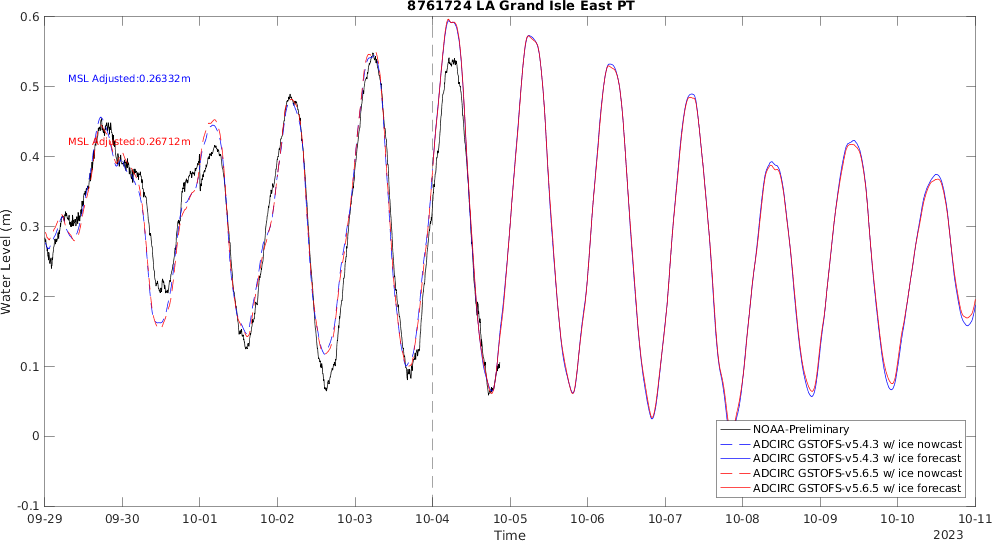 8761724 LA Grand Isle East PT
0.6
0.5
0.4
0.3
0.2
0.1
0
-0.1
Water Level (m)
MSL Adjusted:0.26332m
MSL Adjusted:0.26712m
NOAA-Preliminary
ADCIRC GSTOFS-v5.4.3 w/ ice nowcast
ADCIRC GSTOFS-v5.4.3 w/ ice forecast
ADCIRC GSTOFS-v5.6.5 w/ ice nowcast
ADCIRC GSTOFS-v5.6.5 w/ ice forecast
09-29 09-30 10-01 10-02 10-03 10-04 10-05 10-06 10-07 10-08 10-09 10-10 10-11
Time
2023